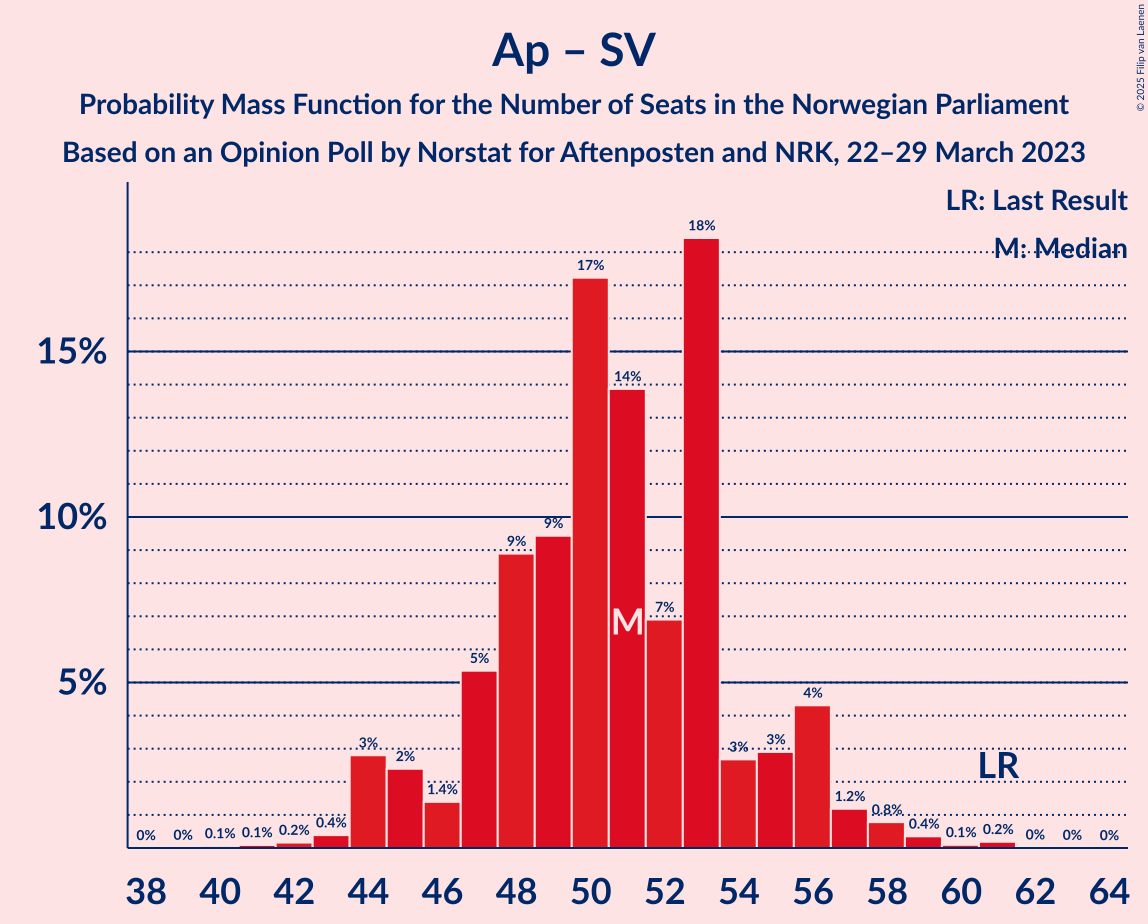 Ap – SV
Probability Mass Function for the Number of Seats in the Norwegian Parliament
Based on an Opinion Poll by Norstat for Aftenposten and NRK, 22–29 March 2023
© 2025 Filip van Laenen
LR: Last Result
M: Median
15%
10%
5%
0% 0% 0.1% 0.1% 0.2% 0.4% 3% 2% 1.4% 5% 9% 9% 17% 14% 7% 18% 3% 3% 4% 1.2% 0.8% 0.4% 0.1% 0.2% 0% 0% 0%
M
LR
38 40 42 44 46 48 50 52 54 56 58 60 62 64